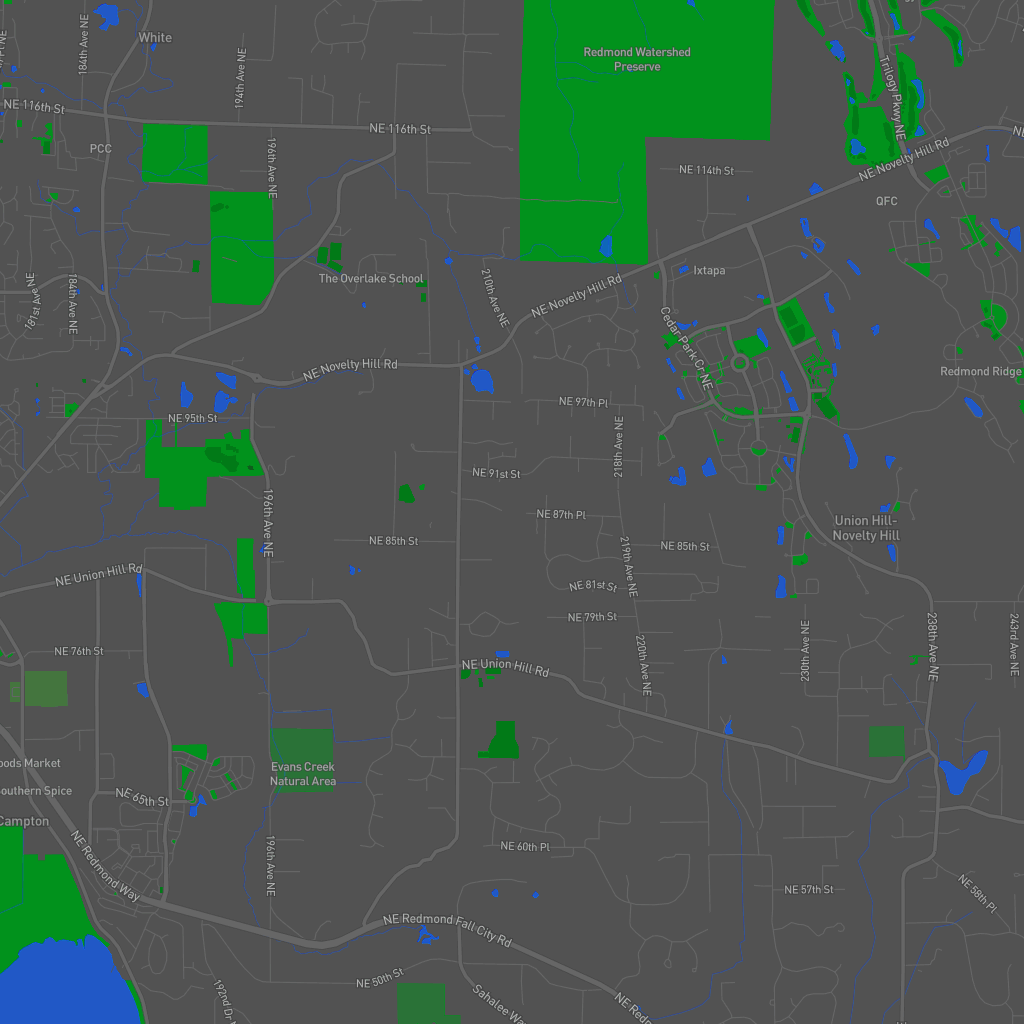 White
184th Ave NE
194th Ave NE
Redmond Watershed
Preserve
Trilogy Pkwy NE
NE 116th St
NE 116th St
PCC
196th Ave NE
NE 114th St
NE Novelty Hill Rd
QFC
The Overlake School
Ixtapa
181st Ave NE
184th Ave NE
210th Ave NE
NE Novelty Hill Rd
Cedar Park Cr NE
NE Novelty Hill Rd
Redmond Ridge
NE 97th Pl
NE 95th St
218th Ave NE
NE 91st St
196th Ave NE
NE 87th Pl
Union Hill-
Novelty Hill
NE 85th St
NE 85th St
219th Ave NE
NE Union Hill Rd
NE 81st St
NE 79th St
NE 76th St
220th Ave NE
230th Ave NE
238th Ave NE
243rd Ave NE
NE Union Hill Rd
oods Market
Evans Creek
Natural Area
outhern Spice
NE 65th St
Campton
NE Redmond Way
196th Ave NE
NE 60th Pl
NE 57th St
NE 58th Pl
NE Redmond Fall City Rd
NE 50th St
192nd Dr N
Sahalee Wa
NE Redm